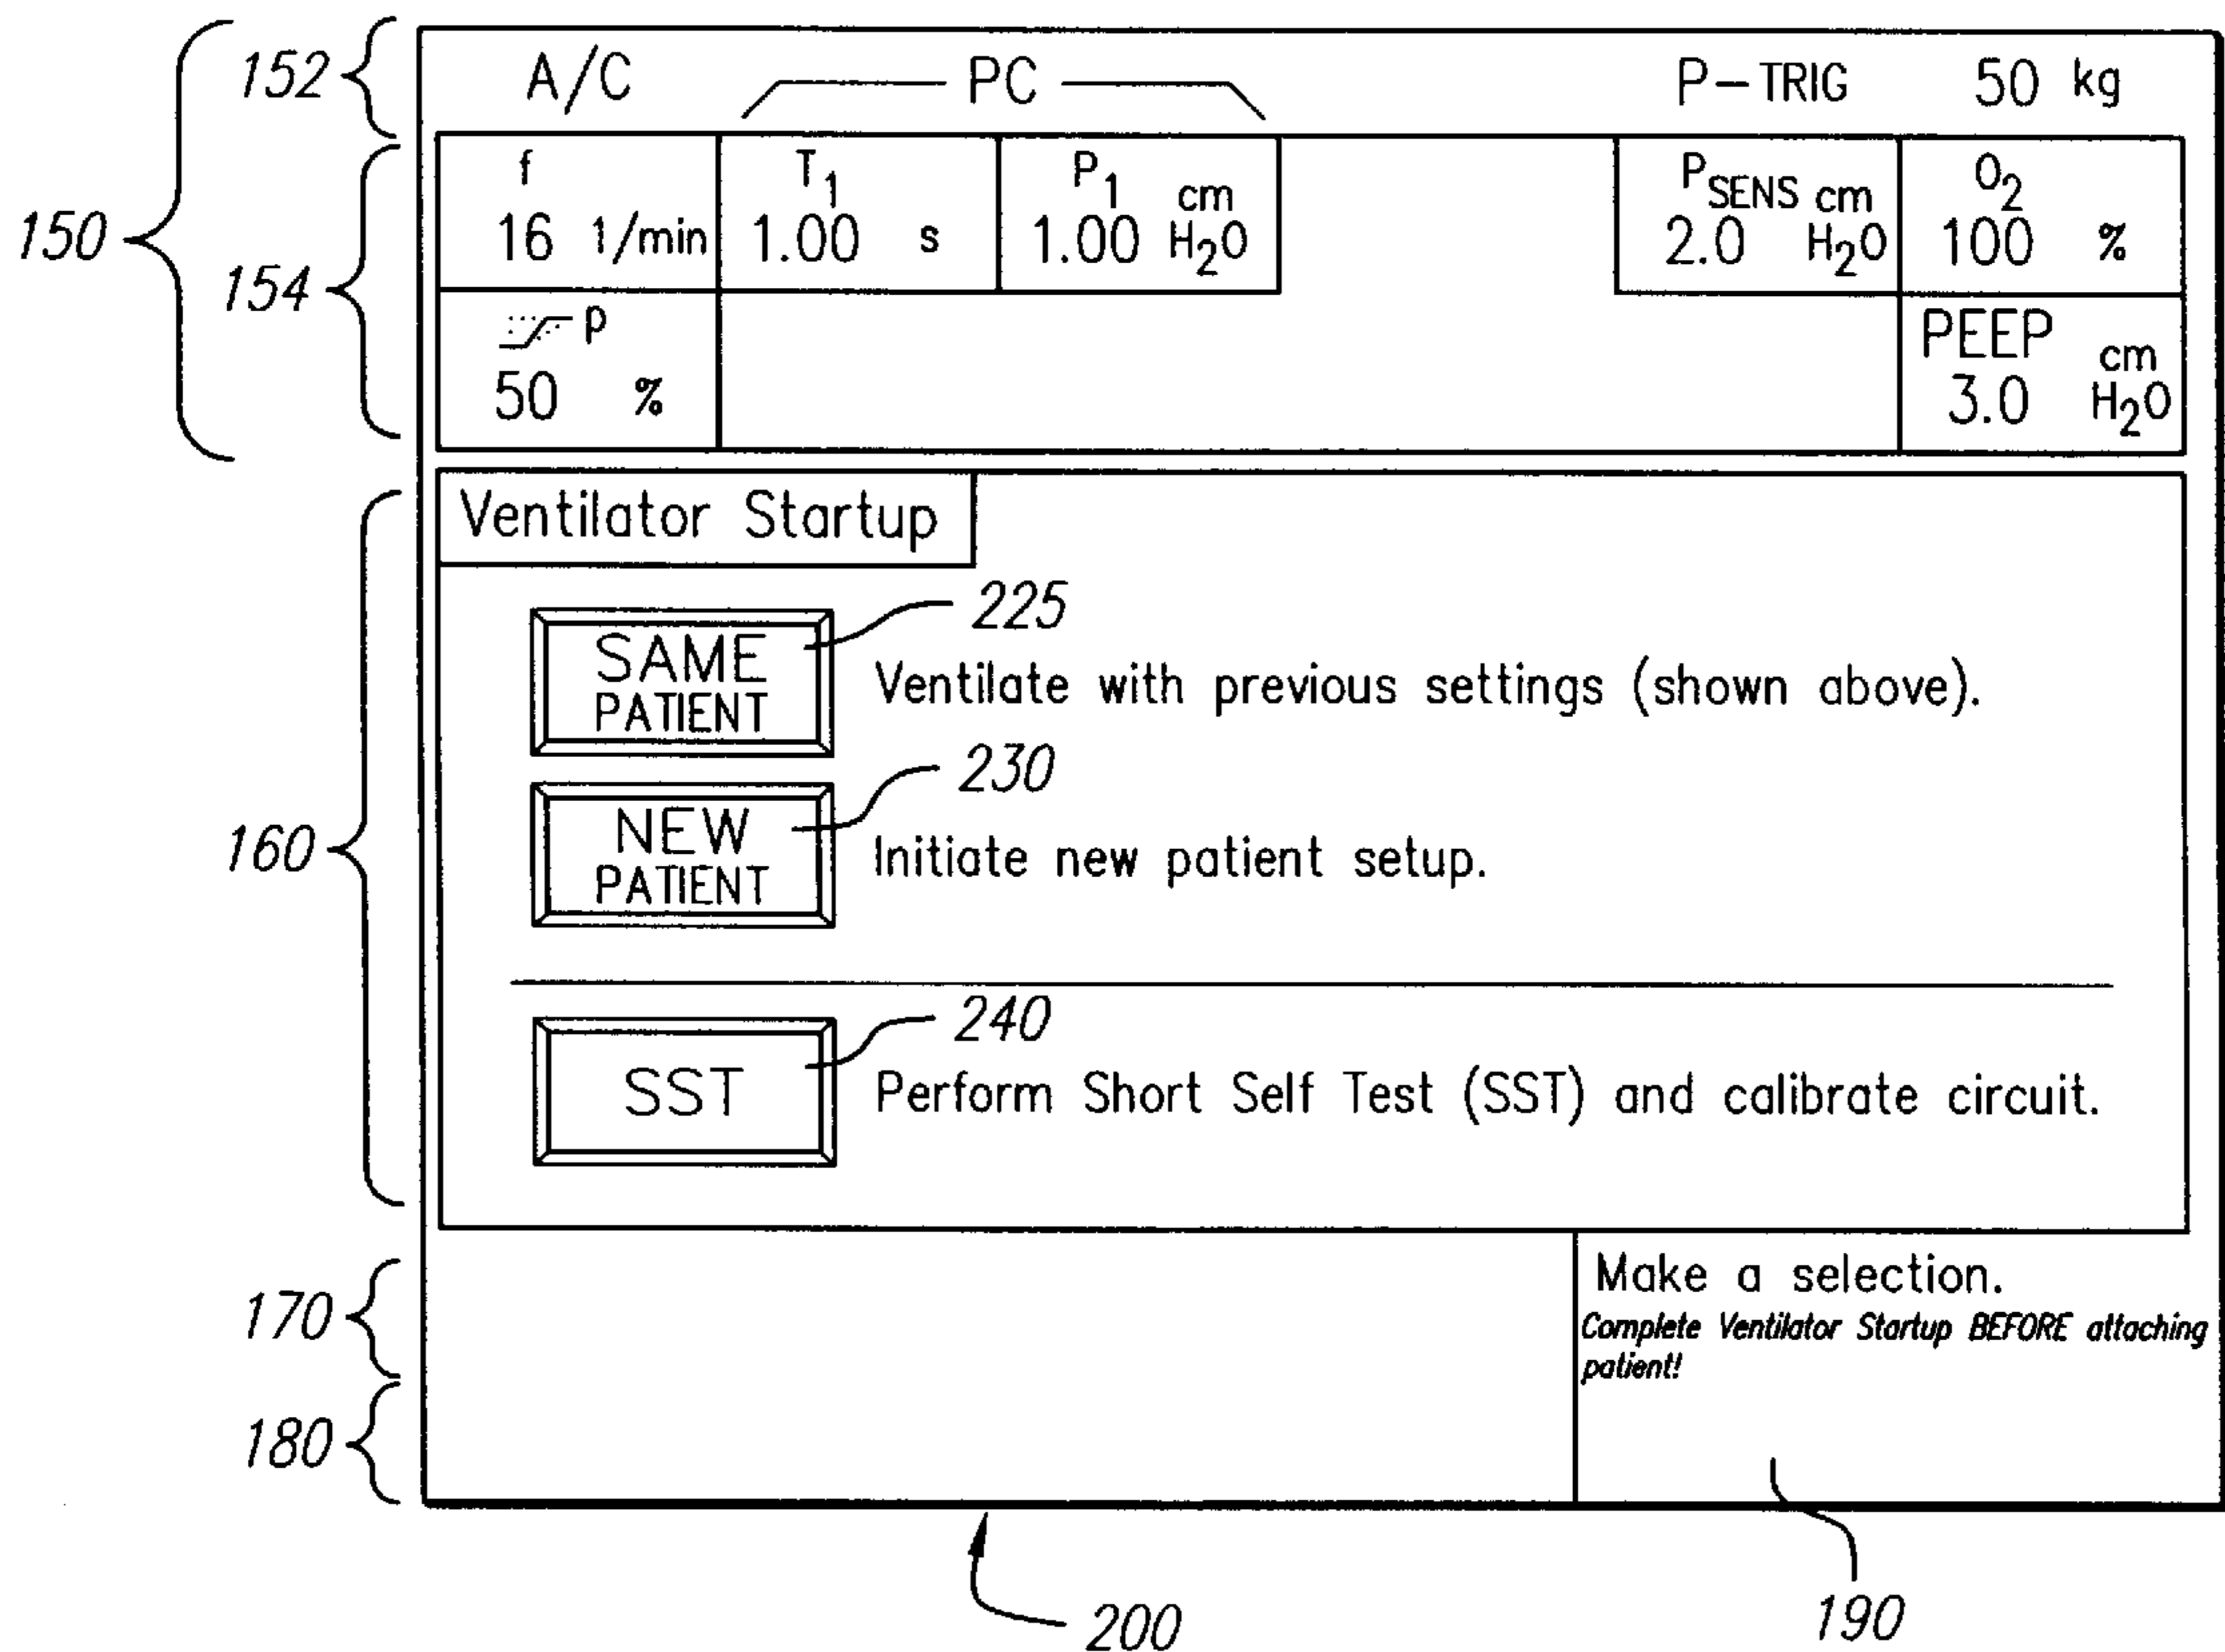 152 A/C PC P-TRIG 50 kg
150
154
f T1 P1 cm PSENS cm O2
16 1/min 1.00 s 1.00 H2O 2.0 H2O 100 %
P PEEP cm
50 % 3.0 H2O
160
Ventilator Startup
225
SAME
PATIENT
Ventilate with previous settings (shown above).
230
NEW
PATIENT
Initiate new patient setup.
240
SST
Perform Short Self Test (SST) and calibrate circuit.
170
180
Make a selection.
Complete Ventilator Startup BEFORE attaching
patient!
200
190